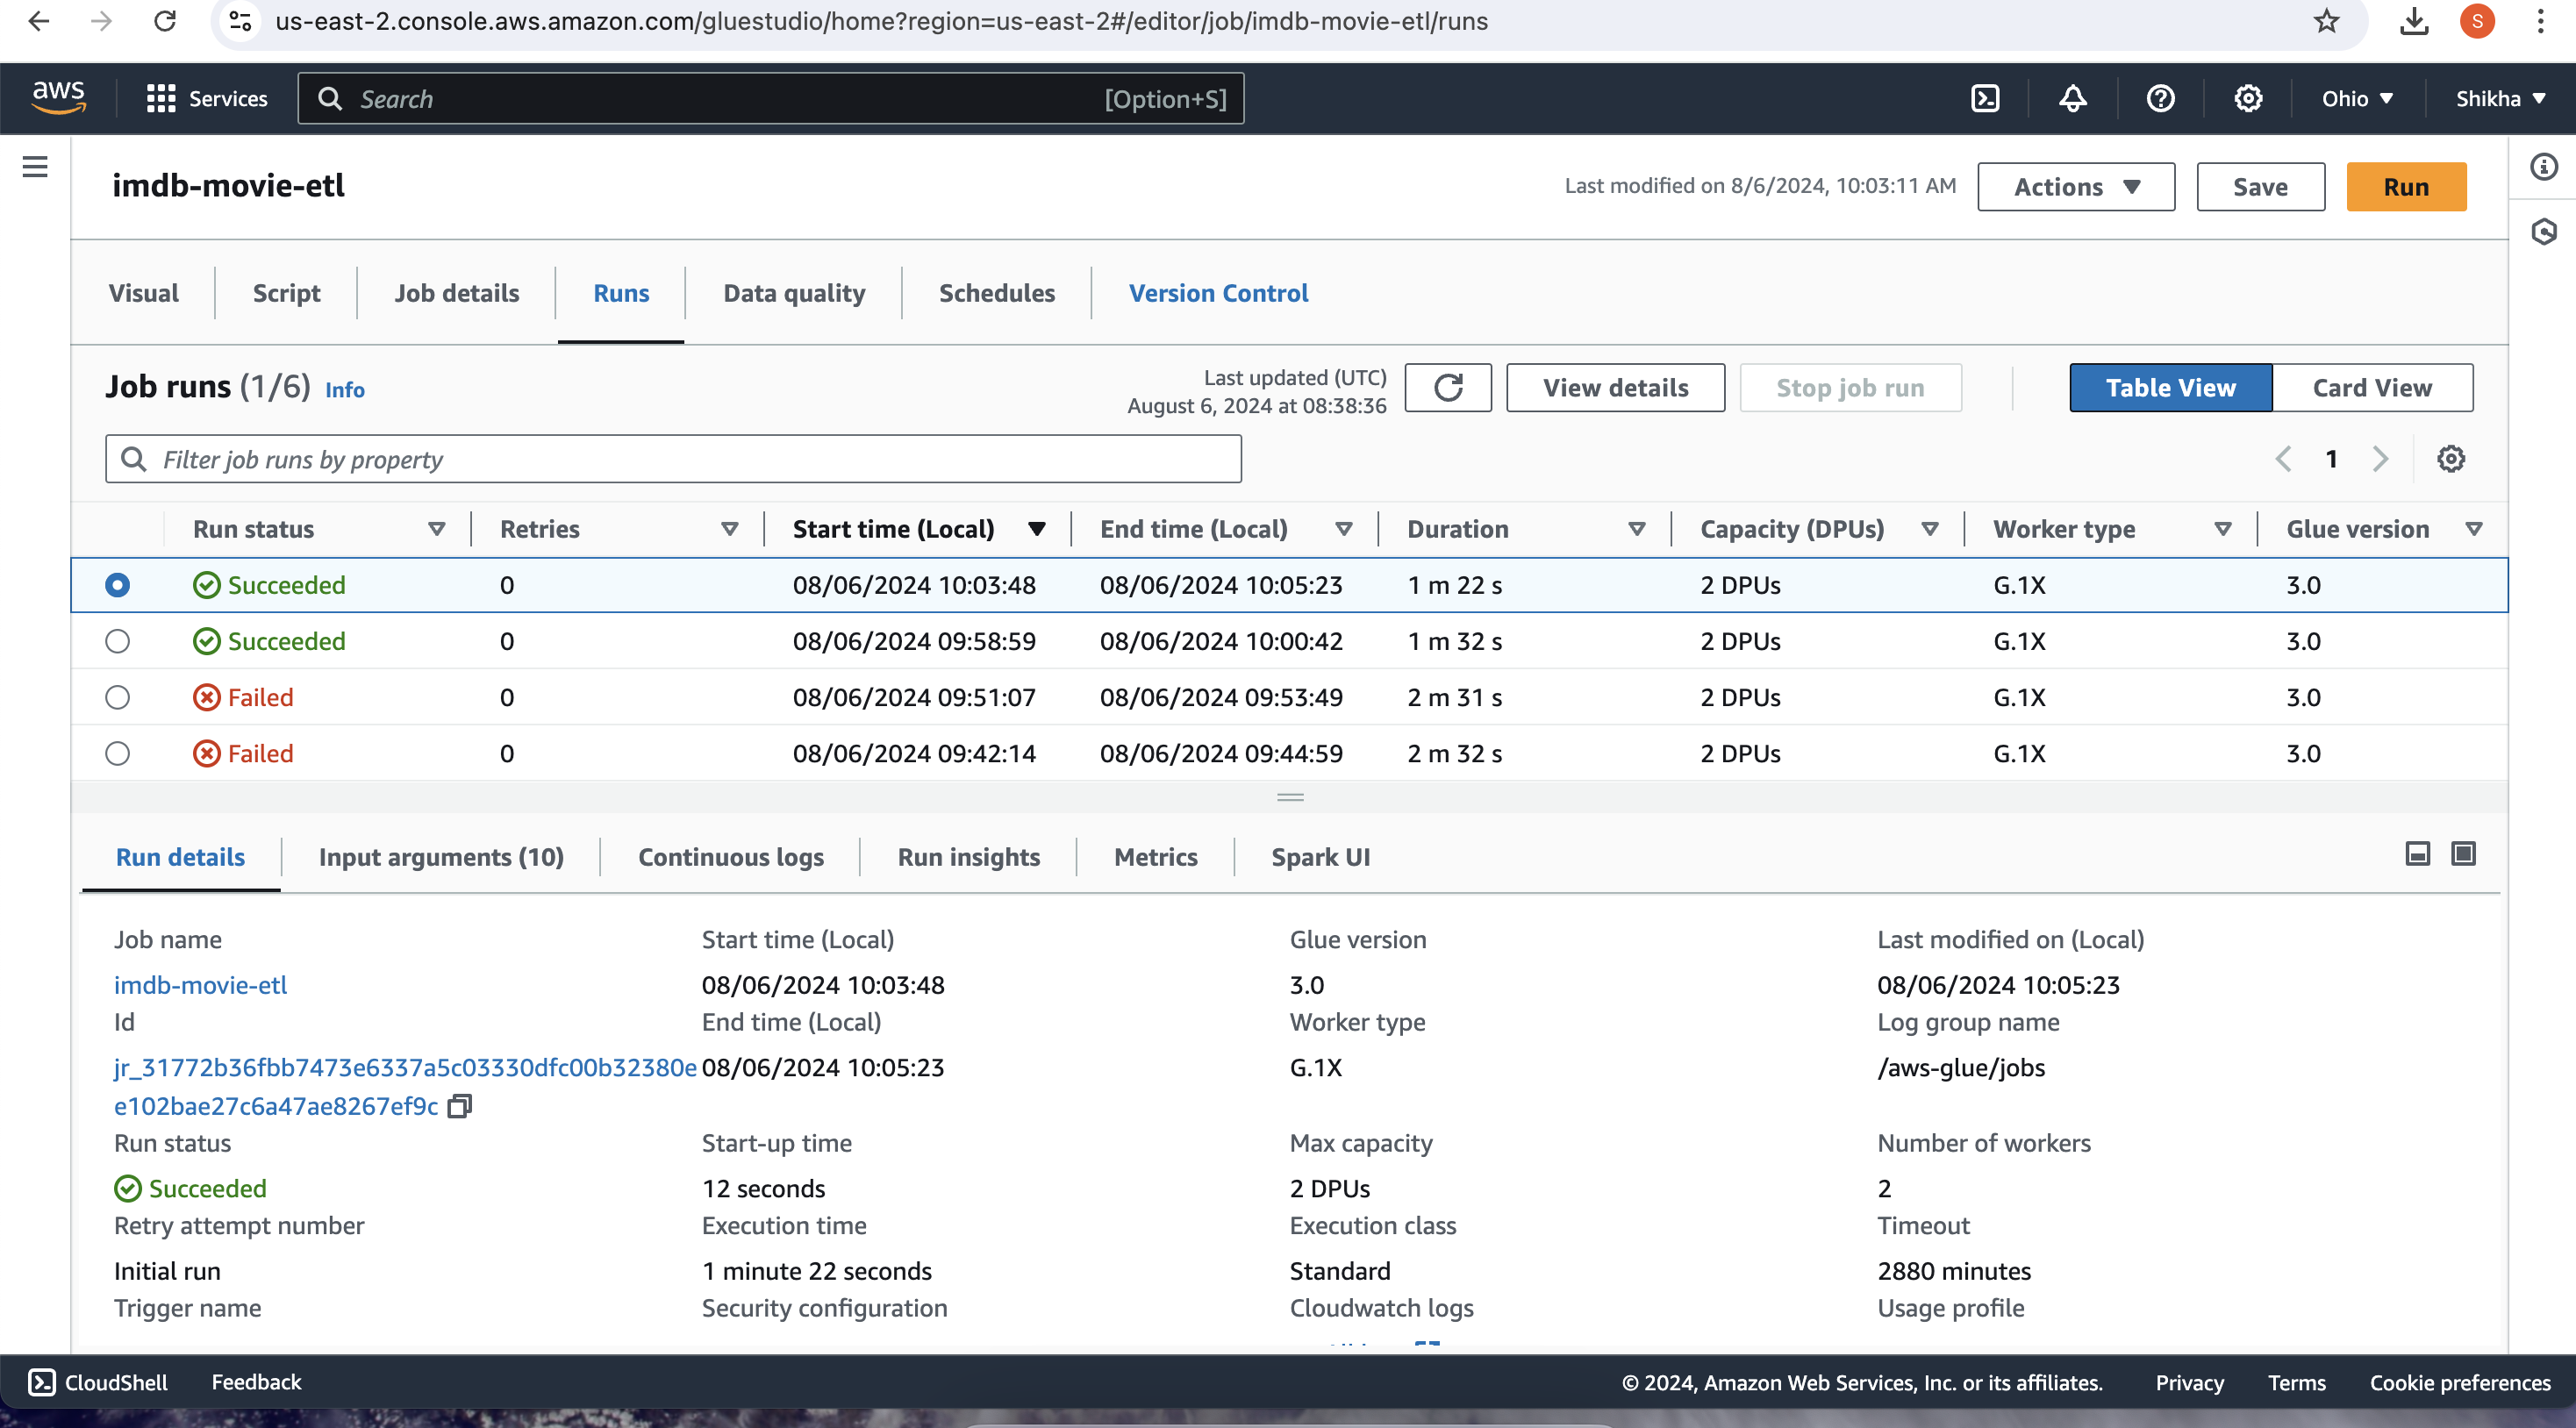 us-east-2.console.aws.amazon.com/gluestudio/home?region=us-east-2#/editor/job/imdb-movie-etl/runs
S
aws
Services
Search
[Option+S]
Ohio
Shikha
imdb-movie-etl
Last modified on 8/6/2024, 10:03:11 AM
Actions
Save
Run
Visual
Script
Job details
Runs
Data quality
Schedules
Version Control
Job runs (1/6) Info
Last updated (UTC)
August 6, 2024 at 08:38:36
View details
Stop job run
Table View
Card View
Filter job runs by property
1
Run status Retries Start time (Local) End time (Local) Duration Capacity (DPUs) Worker type Glue version
Succeeded 0 08/06/2024 10:03:48 08/06/2024 10:05:23 1 m 22 s 2 DPUs G.1X 3.0
Succeeded 0 08/06/2024 09:58:59 08/06/2024 10:00:42 1 m 32 s 2 DPUs G.1X 3.0
Failed 0 08/06/2024 09:51:07 08/06/2024 09:53:49 2 m 31 s 2 DPUs G.1X 3.0
Failed 0 08/06/2024 09:42:14 08/06/2024 09:44:59 2 m 32 s 2 DPUs G.1X 3.0
Run details
Input arguments (10)
Continuous logs
Run insights
Metrics
Spark UI
Job name
imdb-movie-etl
Id
jr_31772b36fbb7473e6337a5c03330dfc00b32380e
e102bae27c6a47ae8267ef9c
Run status
Succeeded
Retry attempt number
Initial run
Trigger name
Start time (Local)
08/06/2024 10:03:48
End time (Local)
08/06/2024 10:05:23
Start-up time
12 seconds
Execution time
1 minute 22 seconds
Security configuration
Glue version
3.0
Worker type
G.1X
Max capacity
2 DPUs
Execution class
Standard
Cloudwatch logs
Last modified on (Local)
08/06/2024 10:05:23
Log group name
/aws-glue/jobs
Number of workers
2
Timeout
2880 minutes
Usage profile
CloudShell
Feedback
© 2024, Amazon Web Services, Inc. or its affiliates.
Privacy
Terms
Cookie preferences